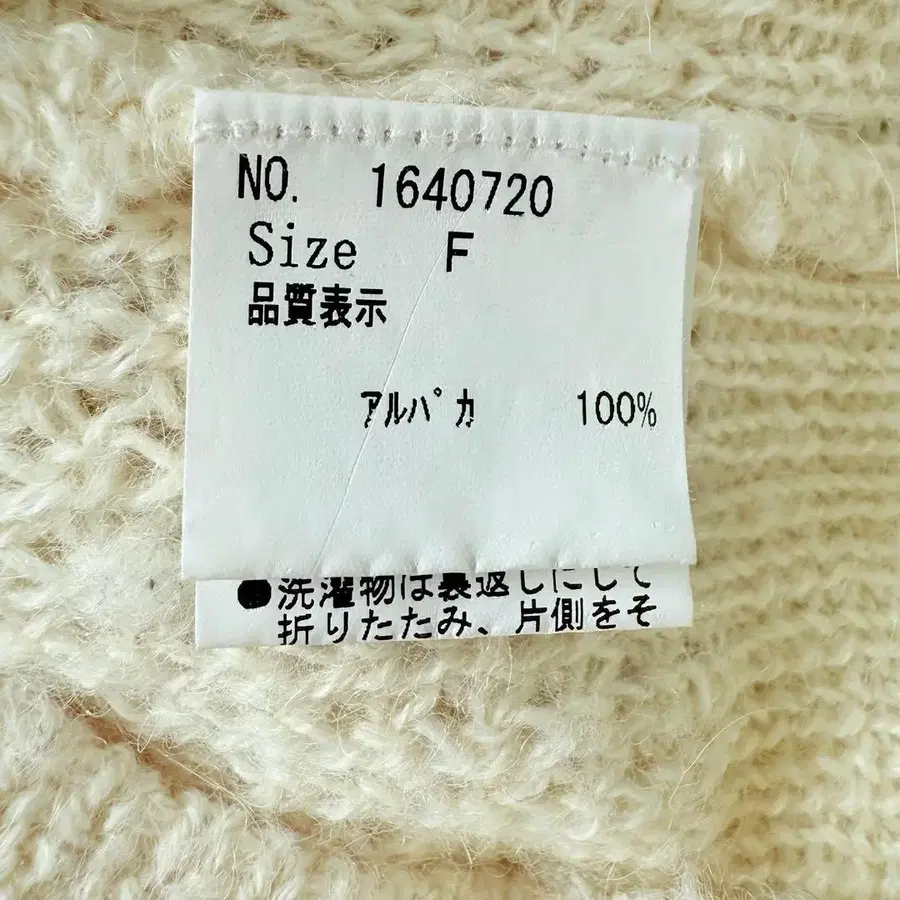 NO. 1640720
Size F
品質表示
ｱﾙﾊﾟｶ 100%
●洗濯物は裏返しにして
折りたたみ、片側をそ